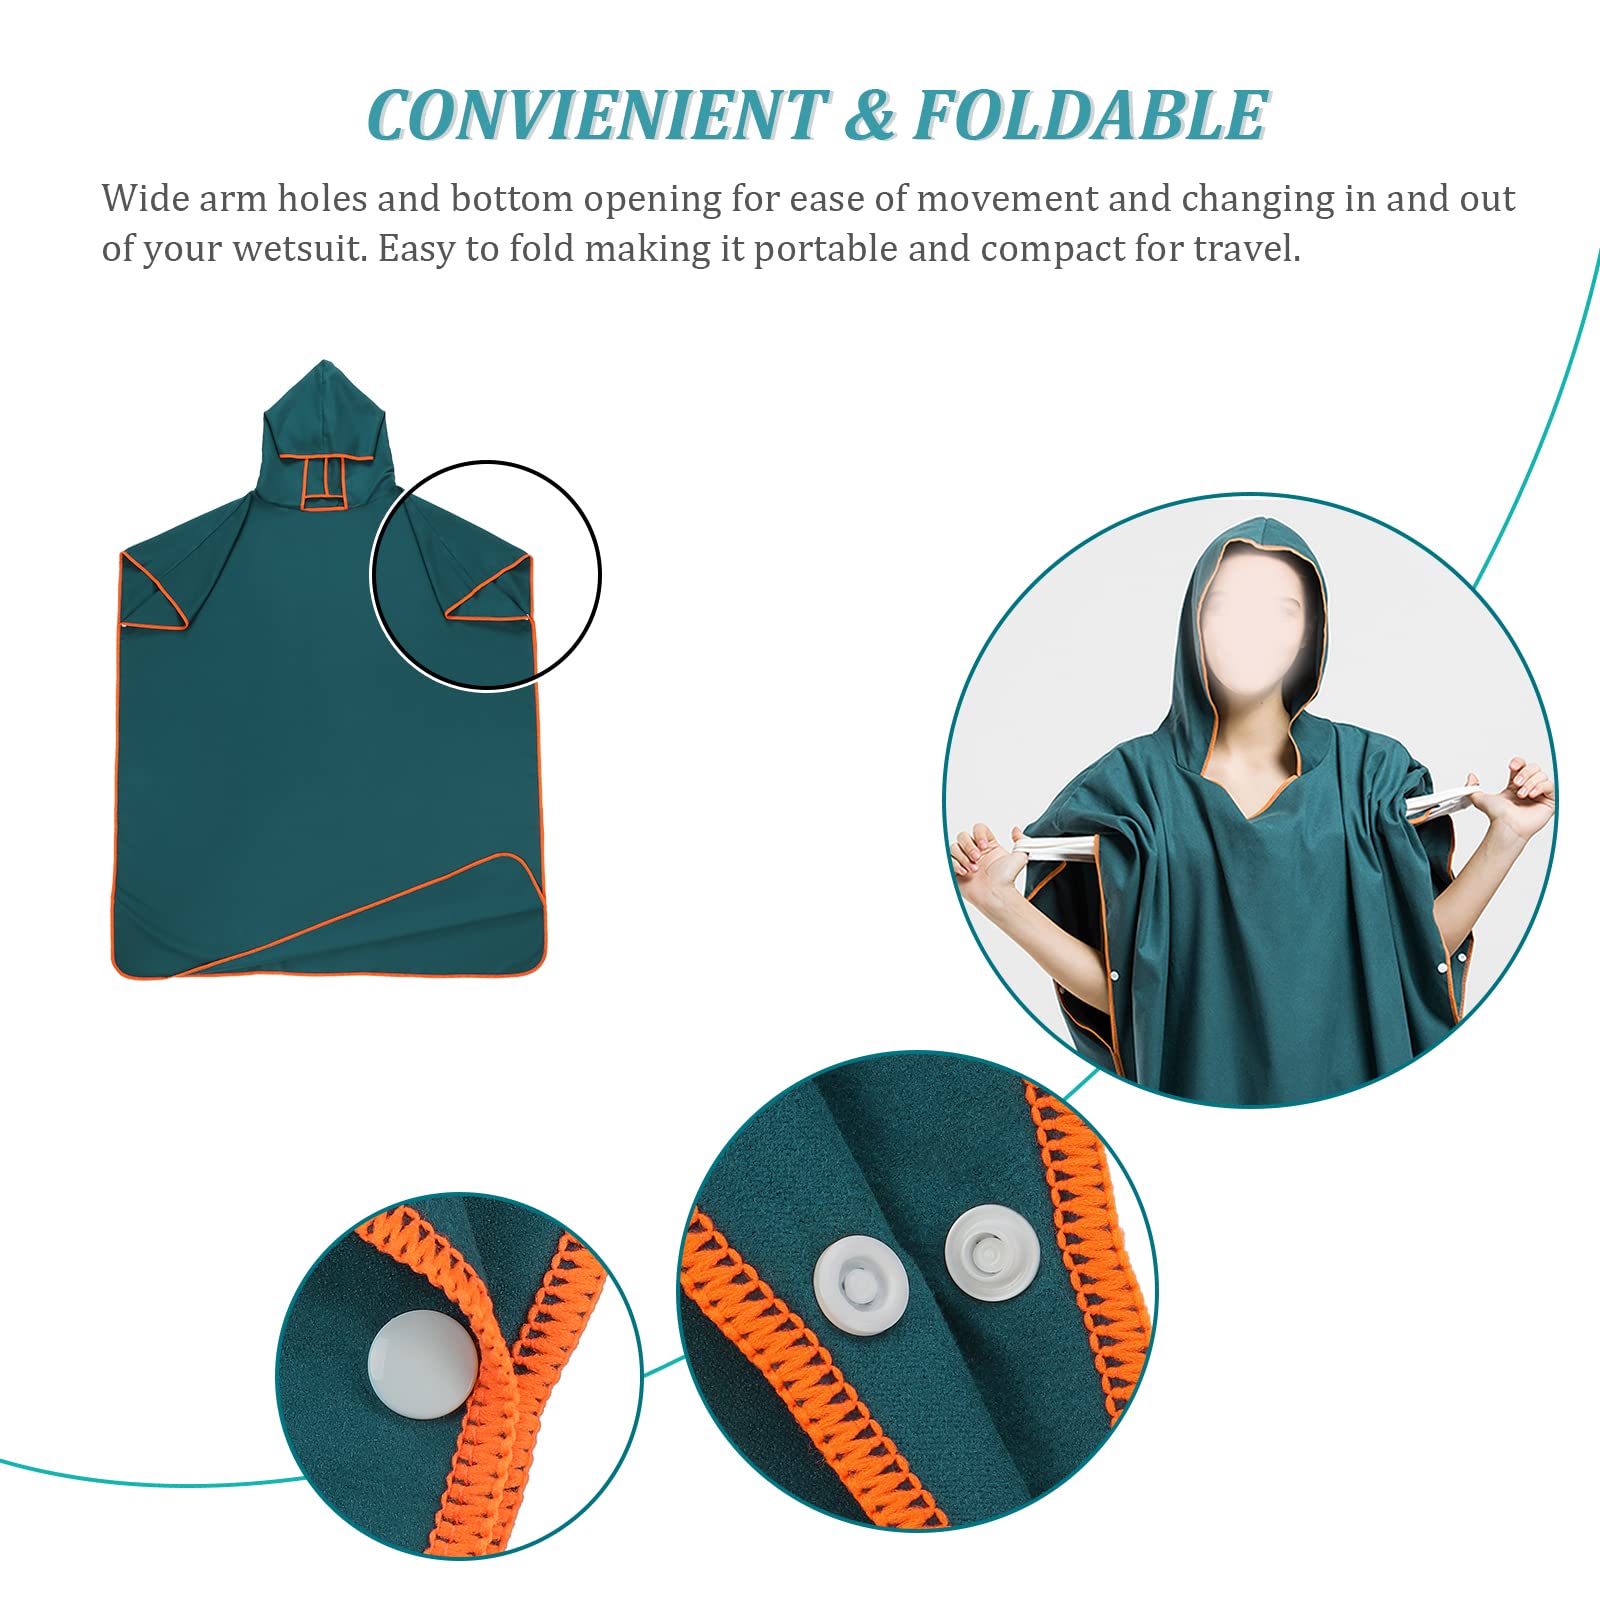 CONVIENIENT & FOLDABLE
Wide arm holes and bottom opening for ease of movement and changing in and out
of your wetsuit. Easy to fold making it portable and compact for travel.